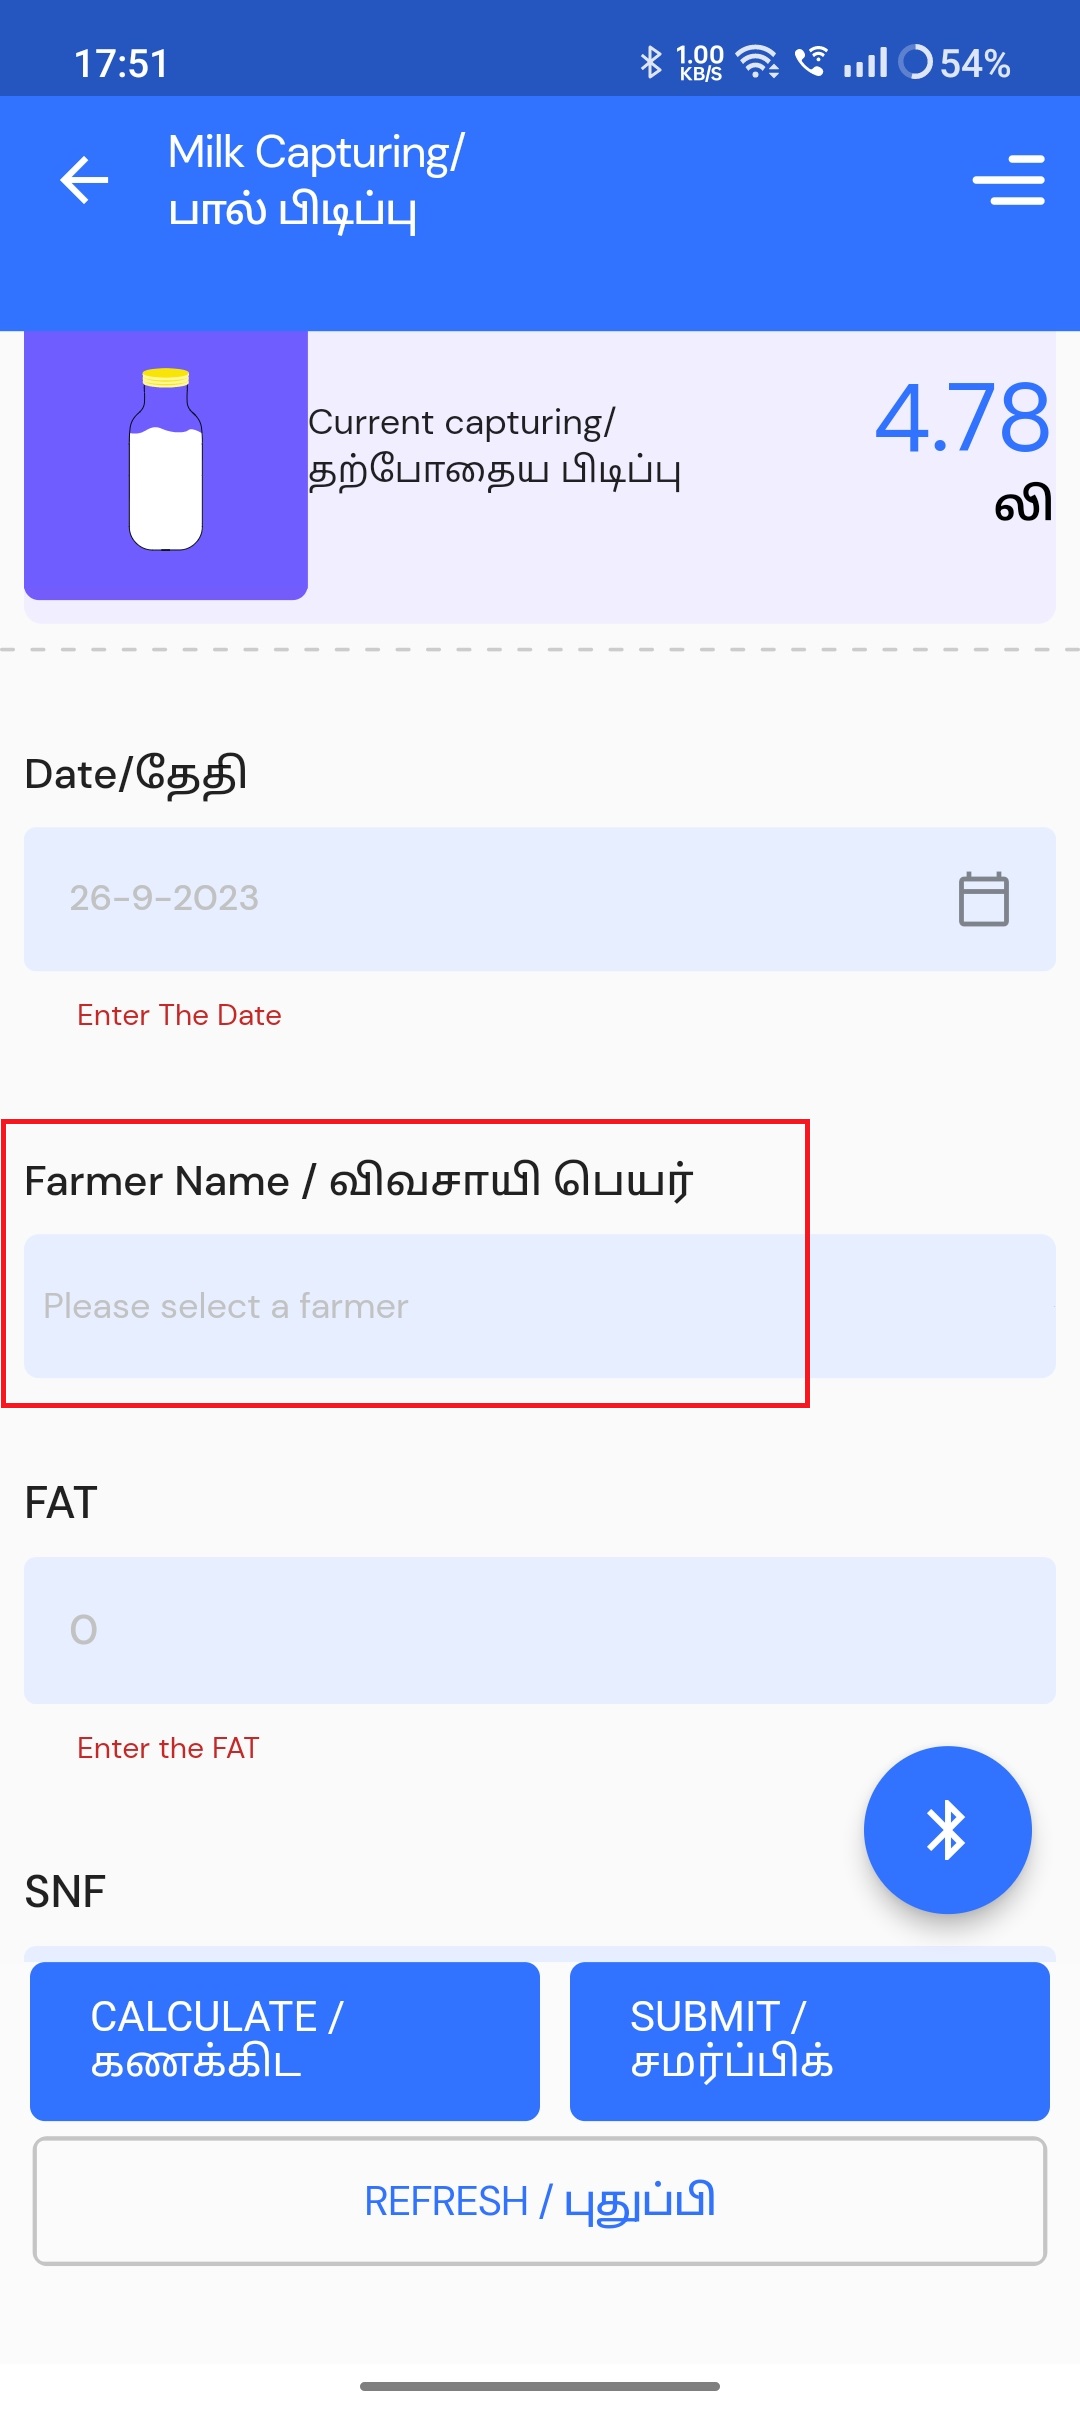 17:51 1.00 KB/S 54%
Milk Capturing/
பால் பிடிப்பு
Current capturing/
தற்போதைய பிடிப்பு
4.78
லி
Date/தேதி
26-9-2023
Enter The Date
Farmer Name / விவசாயி பெயர்
Please select a farmer
FAT
0
Enter the FAT
SNF
CALCULATE /
கணக்கிட
SUBMIT /
சமர்ப்பிக்
REFRESH / புதுப்பி